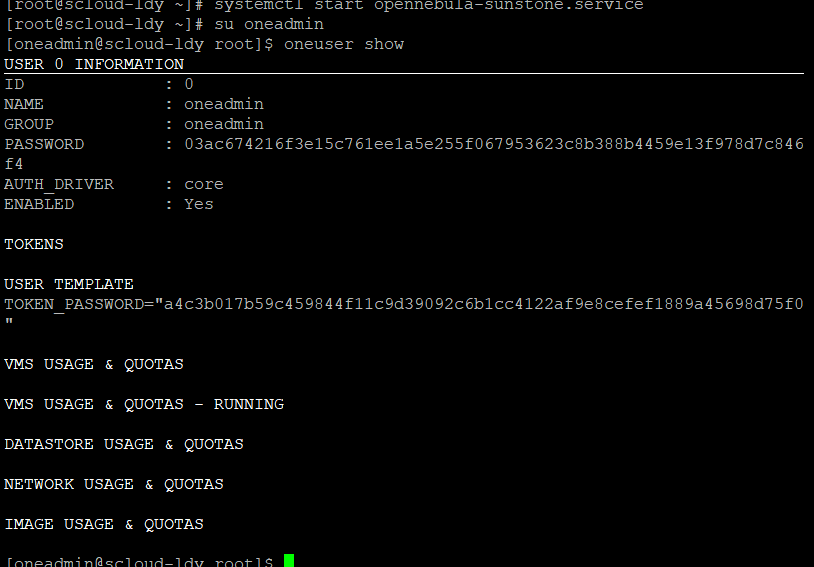 [root@scloud-ldy ~]# systemctl start opennebula-sunstone.service
[root@scloud-ldy ~]# su oneadmin
[oneadmin@scloud-ldy root]$ oneuser show
USER 0 INFORMATION
ID              : 0
NAME            : oneadmin
GROUP           : oneadmin
PASSWORD        : 03ac674216f3e15c761ee1a5e255f067953623c8b388b4459e13f978d7c846
f4
AUTH_DRIVER     : core
ENABLED         : Yes
TOKENS
USER TEMPLATE
TOKEN_PASSWORD="a4c3b017b59c459844f11c9d39092c6b1cc4122af9e8cefef1889a45698d75f0
"
VMS USAGE & QUOTAS
VMS USAGE & QUOTAS - RUNNING
DATASTORE USAGE & QUOTAS
NETWORK USAGE & QUOTAS
IMAGE USAGE & QUOTAS
[oneadmin@scloud-ldy root]$